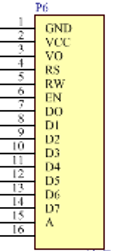 P6
1 GND
2 VCC
3 VO
4 RS
5 RW
6 EN
7 DO
8 D1
9 D2
10 D3
11 D4
12 D5
13 D6
14 D7
15 A
16